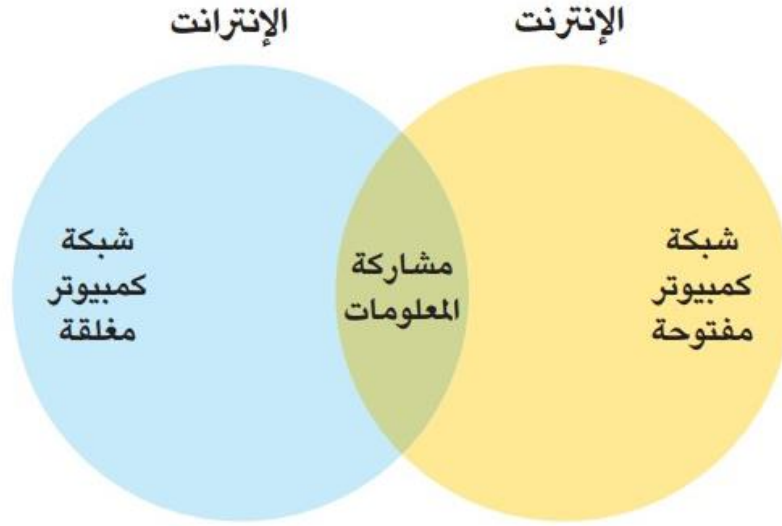 الإنترنت
الإنترانت
شبكة
كمبيوتر
مفتوحة
مشاركة
المعلومات
شبكة
كمبيوتر
مغلقة